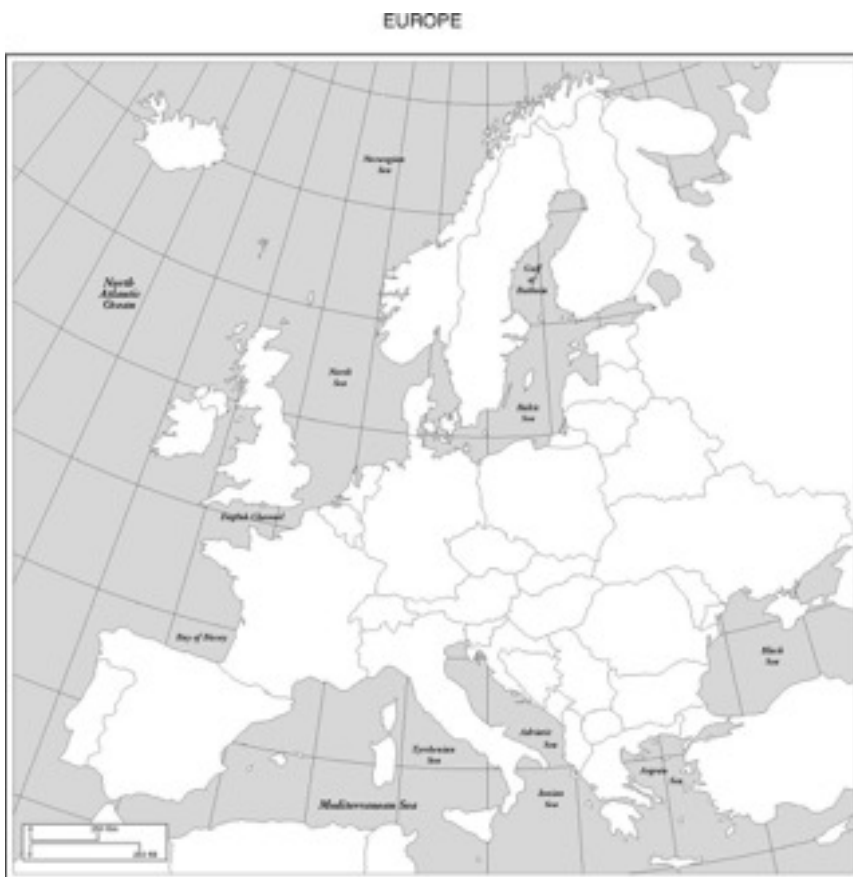 EUROPE
Norwegian
Sea
North
Atlantic
Ocean
Gulf
of
Bothnia
North
Sea
Baltic
Sea
English Channel
Bay of Biscay
Black
Sea
Adriatic
Sea
Tyrrhenian
Sea
Aegean
Sea
Ionian
Sea
Mediterranean Sea